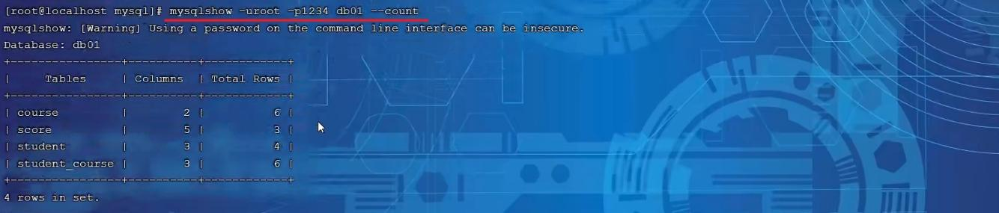 [root@localhost mysql]# mysqlshow -uroot -p1234 db01 --count
mysqlshow: [Warning] Using a password on the command line interface can be insecure.
Database: db01
+----------------+----------+------------+
|     Tables     | Columns  | Total Rows |
+----------------+----------+------------+
| course         |        2 |          6 |
| score          |        5 |          3 |
| student        |        3 |          4 |
| student_course |        3 |          6 |
+----------------+----------+------------+
4 rows in set.